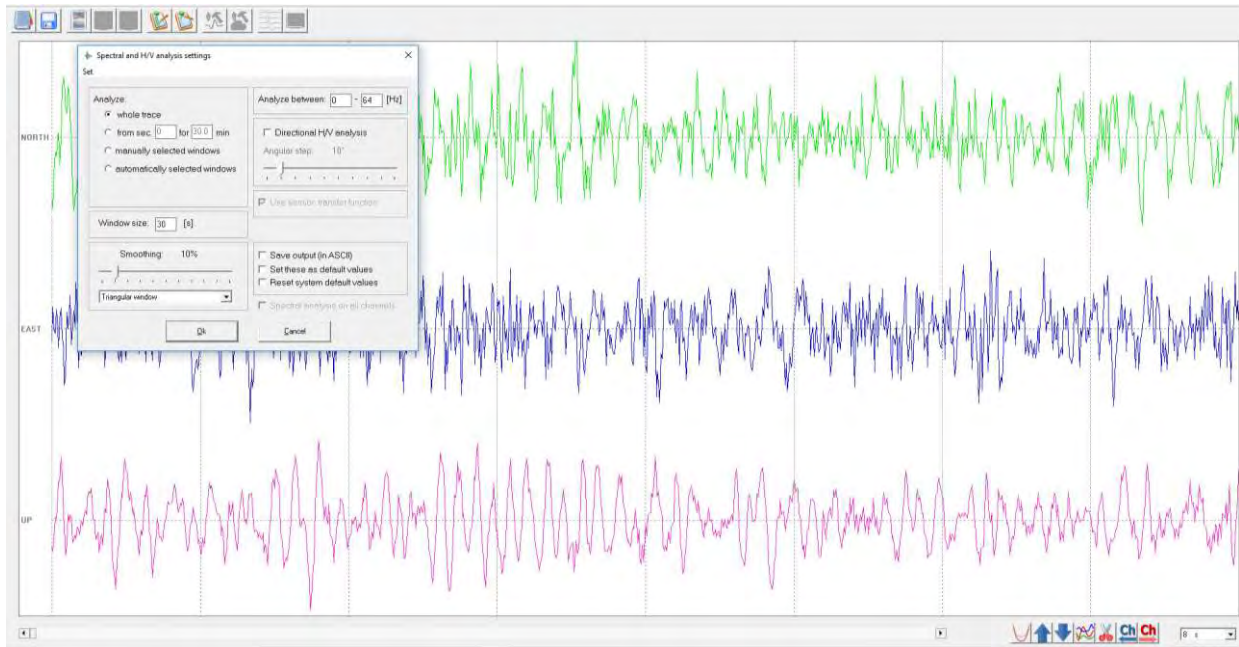 Spectral and H/V analysis settings
Set
Analyze:
whole trace
from sec. 0 for 30.0 min
manually selected windows
automatically selected windows
Window size: 30 [s]
Smoothing: 10%
Triangular window
Analyze between: 0 - 64 [Hz]
Directional H/V analysis
Angular step: 10°
Use sensor transfer function
Save output (in ASCII)
Set these as default values
Reset system default values
Spectral analysis on all channels
Ok
Cancel
NORTH
EAST
UP
Ch Ch
8 s